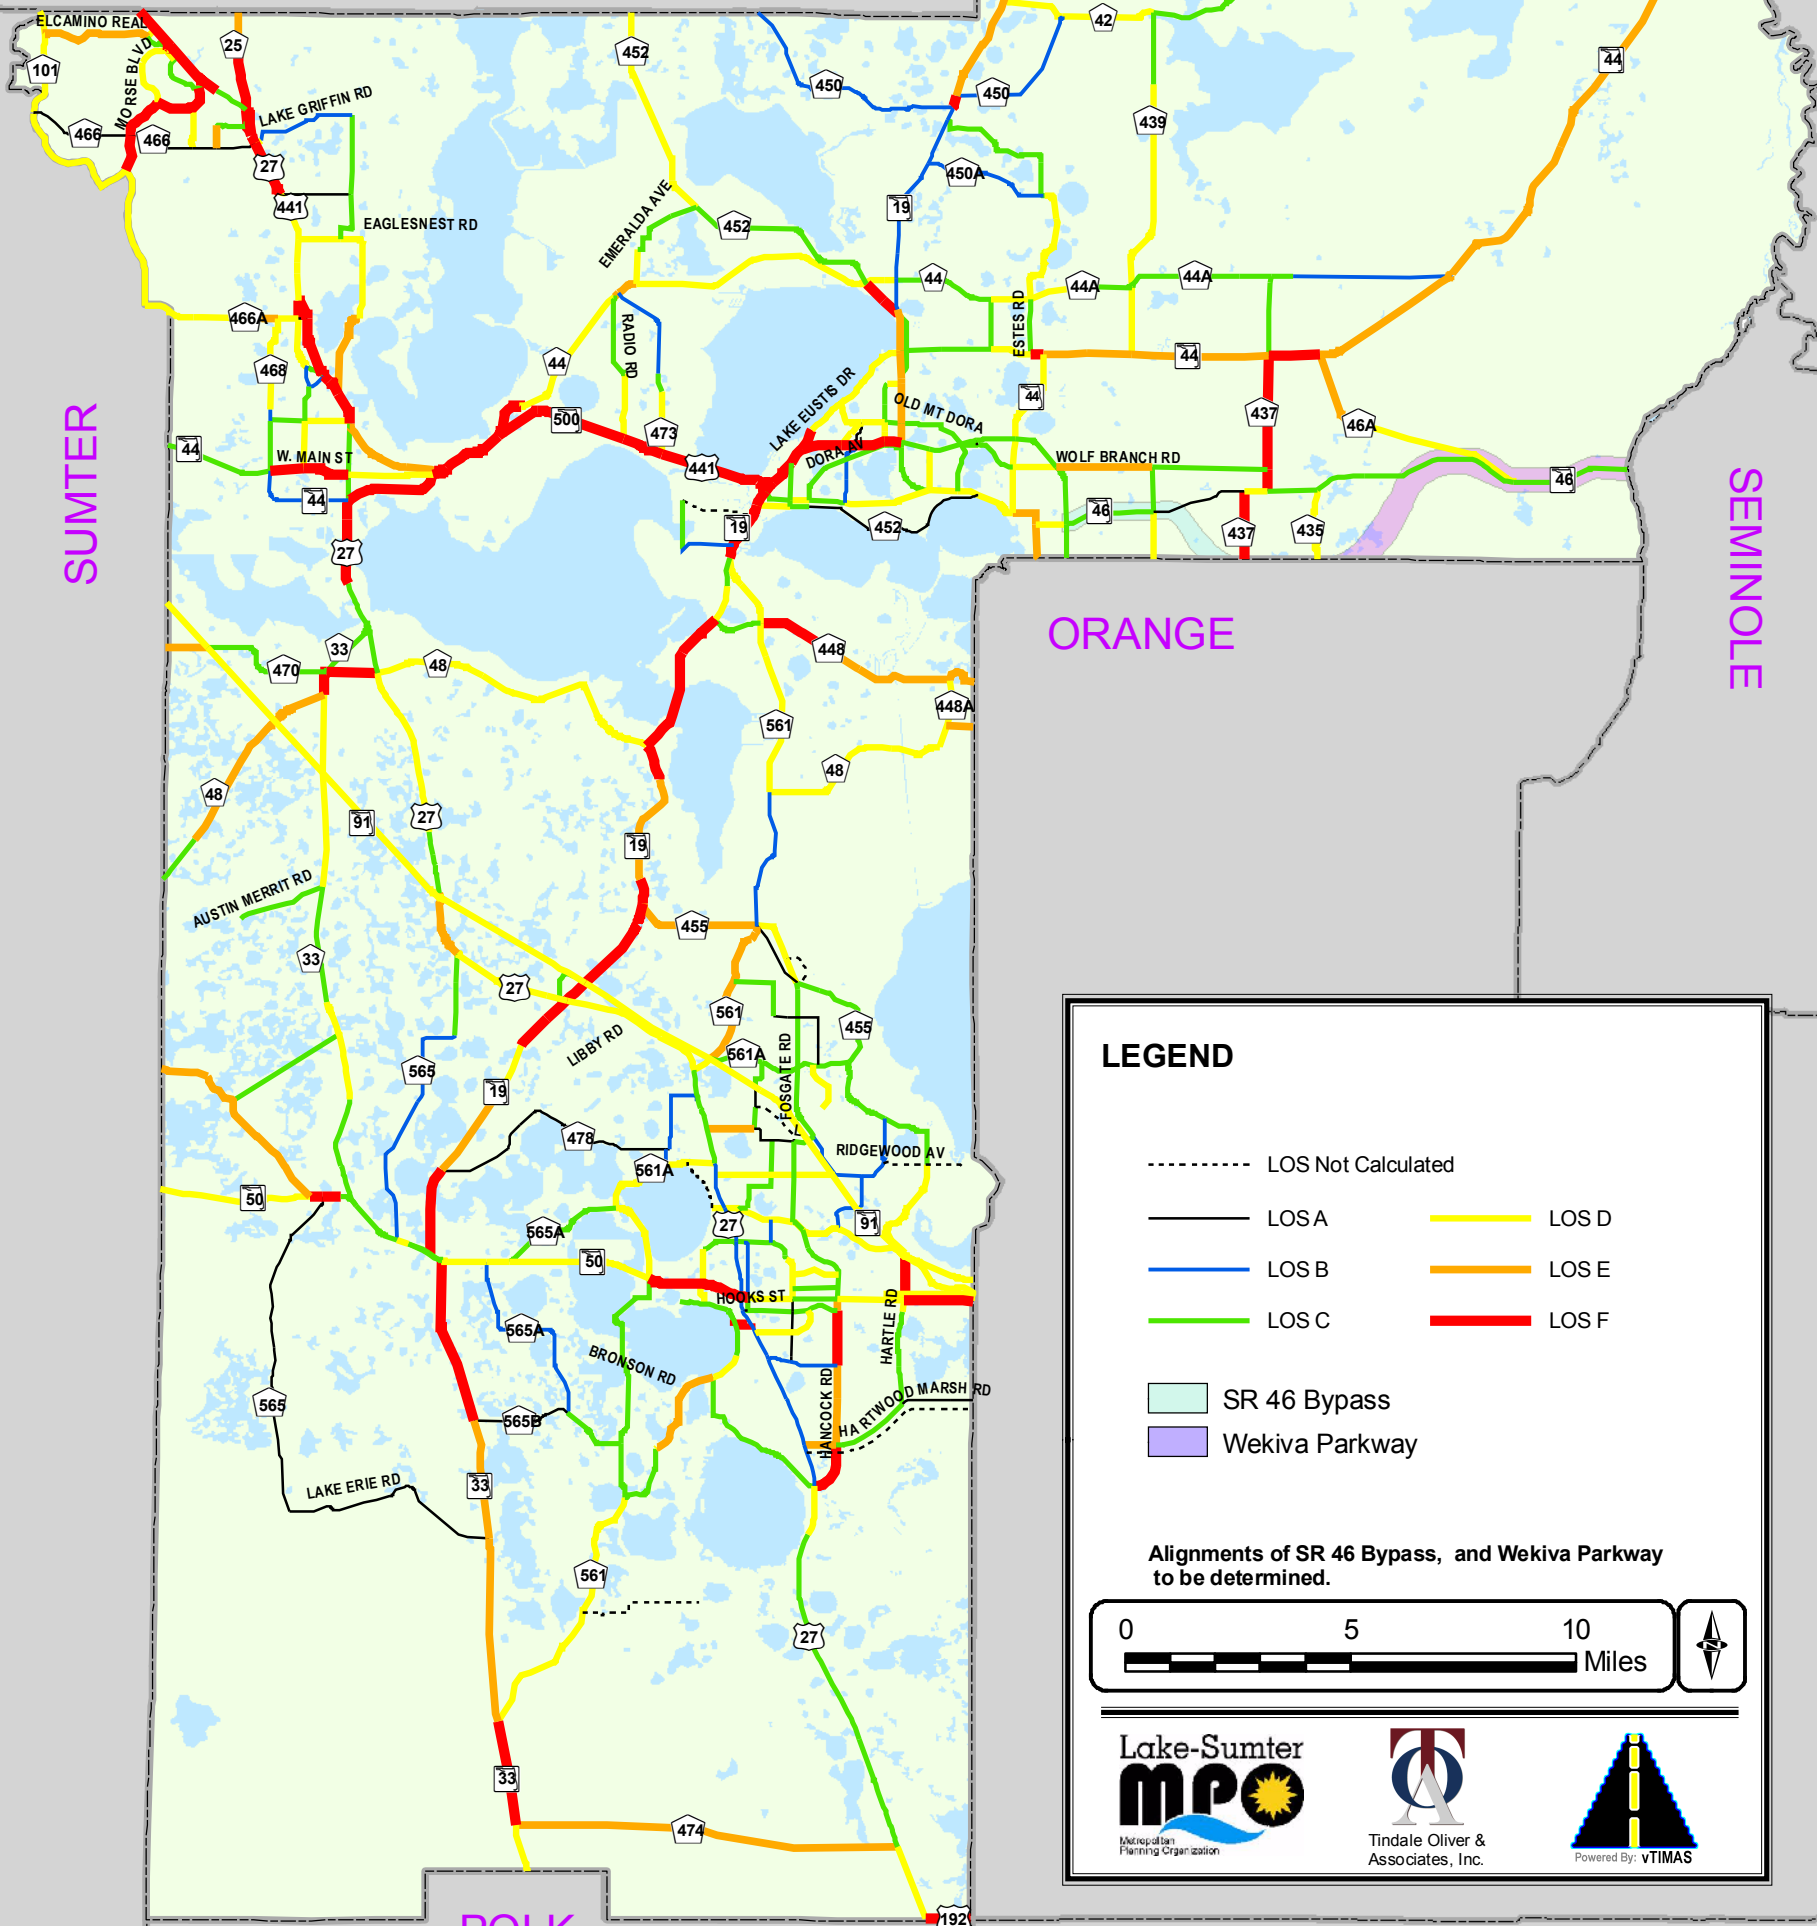 ELCAMINO REAL
25
452
42
44
101
MORSE BLVD
450
450
439
LAKE GRIFFIN RD
466
466
27
450A
441
19
EAGLESNEST RD
EMERALDA AVE
452
44
44A
44A
466A
RADIO RD
ESTES RD
44
44
468
LAKE EUSTIS DR
44
OLD MT DORA
437
46A
500
473
44
W. MAIN ST
441
DORA AV
WOLF BRANCH RD
46
44
19
452
46
437
435
27
SUMTER
SEMINOLE
ORANGE
33
470
48
448
448A
561
48
48
91
27
19
AUSTIN MERRIT RD
455
33
27
561
455
LIBBY RD
561A
FOSGATE RD
565
19
478
RIDGEWOOD AV
561A
50
565A
27
91
50
HOOKS ST
HARTLE RD
565A
BRONSON RD
HANCOCK RD
HARTWOOD MARSH RD
565
565B
LAKE ERIE RD
33
561
27
33
474
192
POLK
LEGEND
LOS Not Calculated
LOS A
LOS D
LOS B
LOS E
LOS C
LOS F
SR 46 Bypass
Wekiva Parkway
Alignments of SR 46 Bypass, and Wekiva Parkway
to be determined.
0 5 10
Miles
N
Lake-Sumter
MPO
Metropolitan
Planning Organization
TOA
Tindale Oliver &
Associates, Inc.
Powered By: vTIMAS